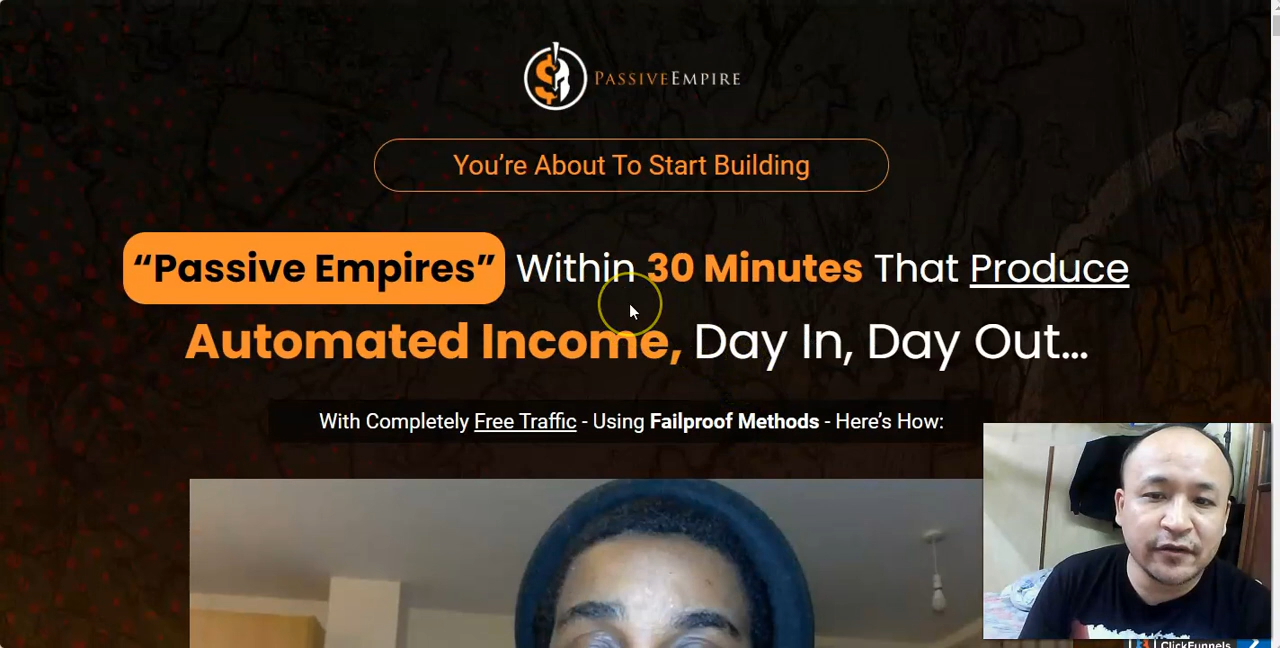 PASSIVEEMPIRE
You're About To Start Building
“Passive Empires” Within 30 Minutes That Produce
Automated Income, Day In, Day Out...
With Completely Free Traffic - Using Failproof Methods - Here's How:
ClickFunnels